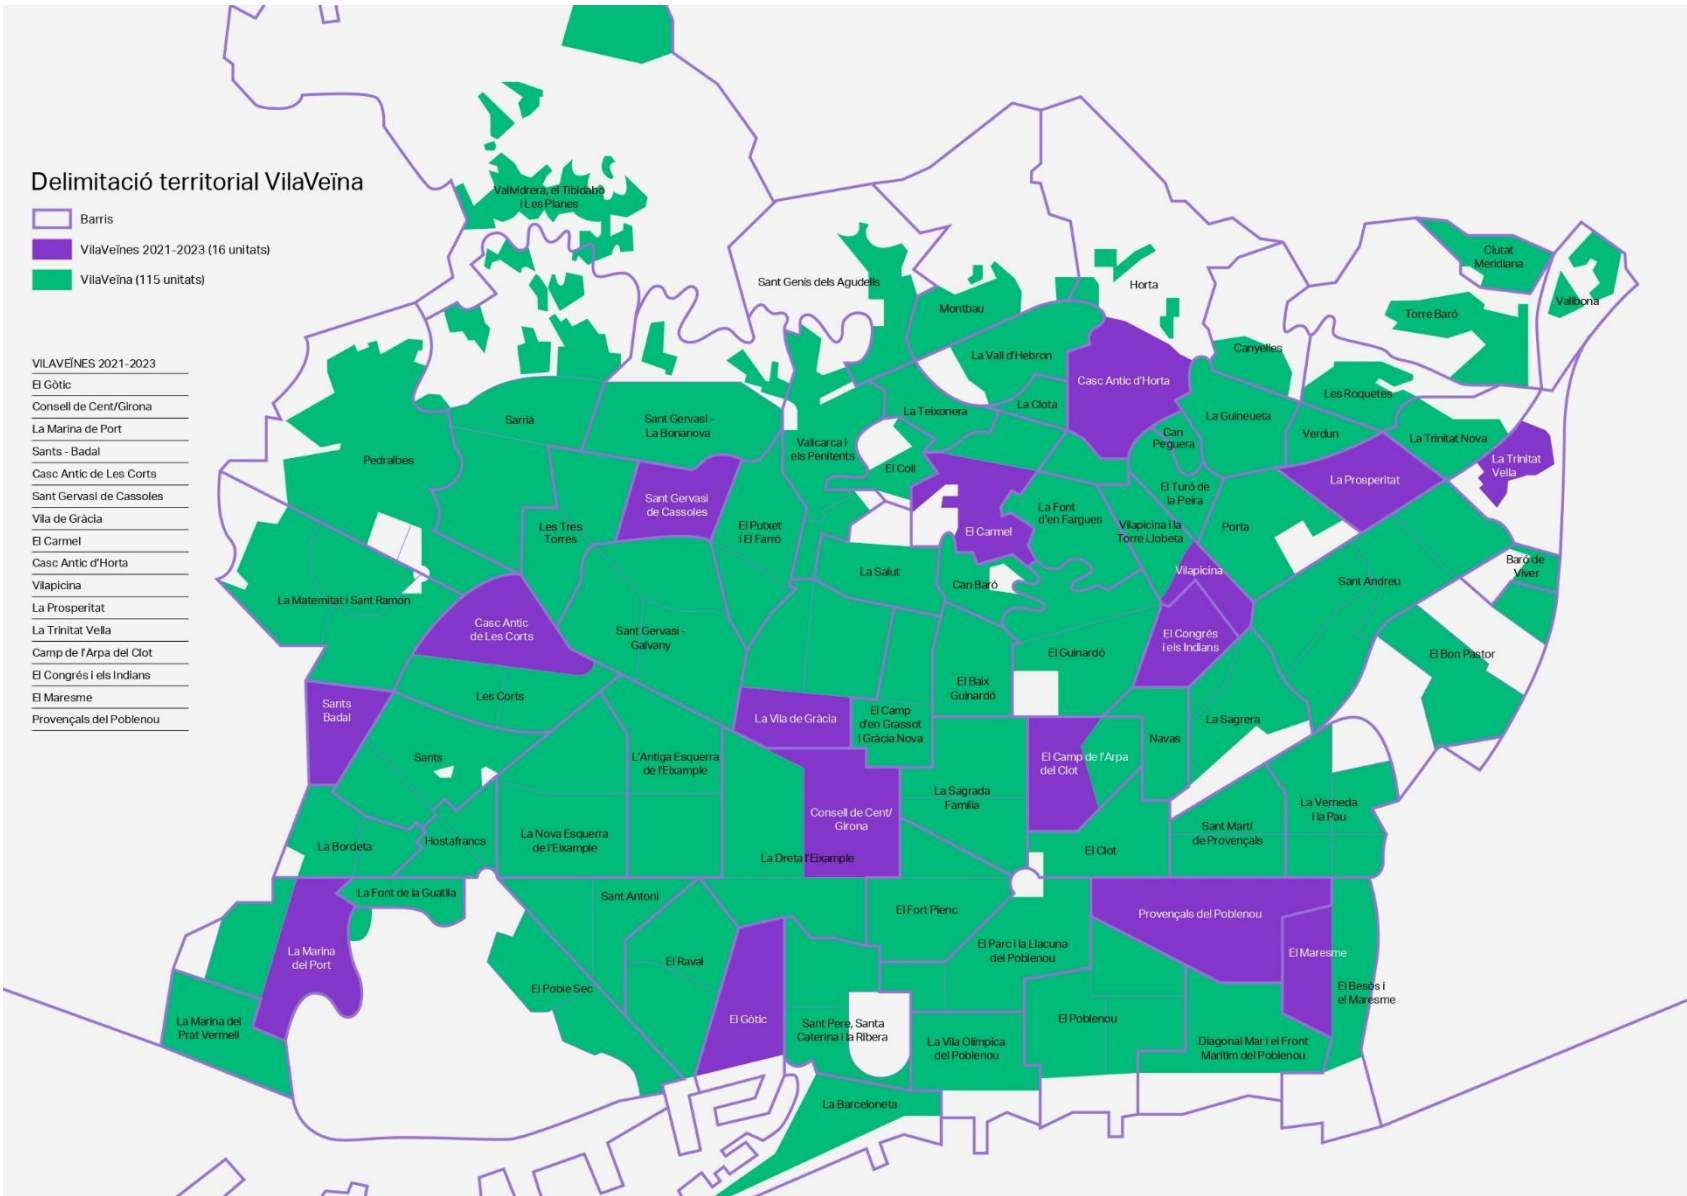 Delimitació territorial VilaVeïna
Barris
VilaVeïnes 2021-2023 (16 unitats)
VilaVeïna (115 unitats)
VILAVEÏNES 2021-2023
El Gòtic
Consell de Cent/Girona
La Marina de Port
Sants - Badal
Casc Antic de Les Corts
Sant Gervasi de Cassoles
Vila de Gràcia
El Carmel
Casc Antic d'Horta
Vilapicina
La Prosperitat
La Trinitat Vella
Camp de l'Arpa del Clot
El Congrés i els Indians
El Maresme
Provençals del Poblenou
Vallvidrera, el Tibidabo
i Les Planes
Sant Genís dels Agudells
Montbau
Horta
Ciutat
Meridiana
Vallbona
Torre Baró
Canyelles
La Vall d'Hebron
Casc Antic d'Horta
Les Roquetes
La Clota
La Teixonera
La Guineueta
Can
Peguera
Verdun
La Trinitat Nova
Sarrià
Sant Gervasi -
La Bonanova
Vallcarca i
els Penitents
El Coll
Pedralbes
La Trinitat
Vella
La Prosperitat
El Turó de
la Peira
Sant Gervasi
de Cassoles
Les Tres
Torres
El Putxet
i El Farró
El Carmel
La Font
d'en Fargues
Vilapicina i la
Torre Llobeta
Porta
Vilapicina
La Salut
Can Baró
Sant Andreu
Baró de
Viver
La Maternitat i Sant Ramon
Casc Antic
de Les Corts
Sant Gervasi -
Galvany
El Congrés
i els Indians
El Guinardó
El Bon Pastor
El Baix
Guinardó
Les Corts
Sants
Badal
La Vila de Gràcia
El Camp
d'en Grassot
i Gràcia Nova
La Sagrera
Navas
Sants
L'Antiga Esquerra
de l'Eixample
El Camp de l'Arpa
del Clot
La Sagrada
Família
Consell de Cent/
Girona
La Verneda
i la Pau
Sant Martí
de Provençals
La Bordeta
Hostafrancs
La Nova Esquerra
de l'Eixample
La Dreta l'Eixample
El Clot
La Font de la Guatlla
Sant Antoni
El Fort Pienc
Provençals del Poblenou
La Marina
del Port
El Raval
El Parc i la Llacuna
del Poblenou
El Maresme
El Poble Sec
El Besòs i
el Maresme
La Marina del
Prat Vermell
El Gòtic
Sant Pere, Santa
Caterina i la Ribera
El Poblenou
La Vila Olímpica
del Poblenou
Diagonal Mar i el Front
Marítim del Poblenou
La Barceloneta